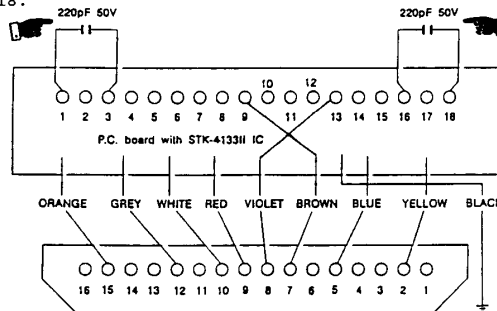 18.
220pF 50V 220pF 50V
1 2 3 4 5 6 7 8 9 10 11 12 13 14 15 16 17 18
P.C. board with STK-4133II IC
ORANGE GREY WHITE RED VIOLET BROWN BLUE YELLOW BLACK
16 15 14 13 12 11 10 9 8 7 6 5 4 3 2 1